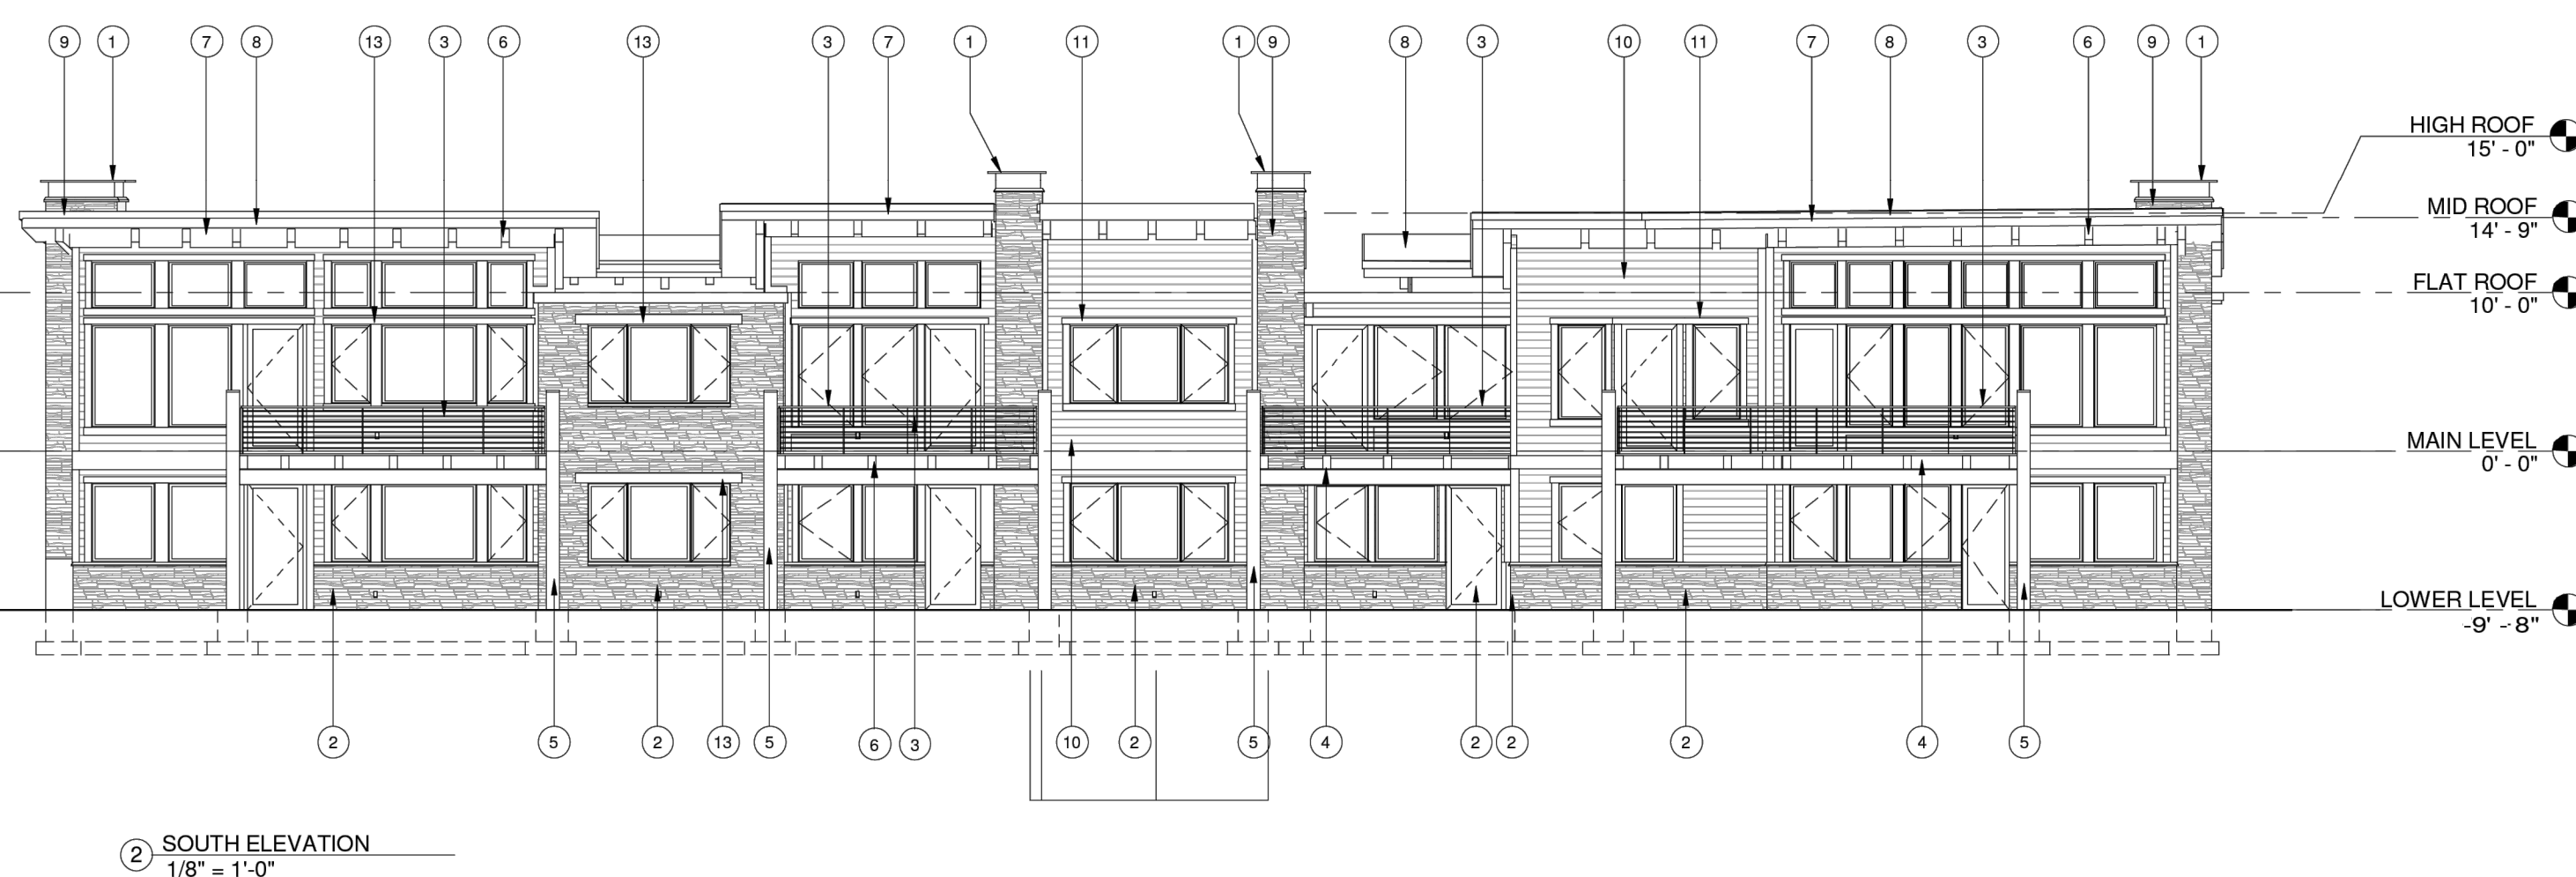 9 1 7 8 13 3 6 13 3 7 1 11 1 9 8 3 10 11 7 8 3 6 9 1
HIGH ROOF
15' - 0"
MID ROOF
14' - 9"
FLAT ROOF
10' - 0"
MAIN LEVEL
0' - 0"
LOWER LEVEL
-9' - 8"
2 5 2 13 5 6 3 10 2 5 4 2 2 2 4 5
2 SOUTH ELEVATION
1/8" = 1'-0"